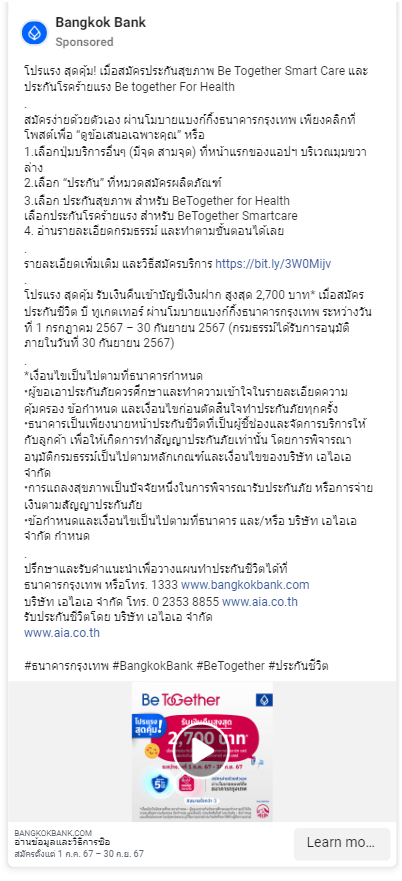 Bangkok Bank
Sponsored
โปรแรง สุดคุ้ม! เมื่อสมัครประกันสุขภาพ Be Together Smart Care และ
ประกันโรคร้ายแรง Be together For Health
.
สมัครง่ายด้วยตัวเอง ผ่านโมบายแบงก์กิ้งธนาคารกรุงเทพ เพียงคลิกที่
โพสต์เพื่อ “ดูข้อเสนอเฉพาะคุณ” หรือ
1.เลือกปุ่มบริการอื่นๆ (มีจุด สามจุด) ที่หน้าแรกของแอปฯ บริเวณมุมขวา
ล่าง
2.เลือก “ประกัน” ที่หมวดสมัครผลิตภัณฑ์
3.เลือก ประกันสุขภาพ สำหรับ BeTogether for Health
เลือกประกันโรคร้ายแรง สำหรับ BeTogether Smartcare
4. อ่านรายละเอียดกรมธรรม์ และทำตามขั้นตอนได้เลย
.
รายละเอียดเพิ่มเติม และวิธีสมัครบริการ https://bit.ly/3W0Mijv
.
โปรแรง สุดคุ้ม รับเงินคืนเข้าบัญชีเงินฝาก สูงสุด 2,700 บาท* เมื่อสมัคร
ประกันชีวิต บี ทูเกตเตอร์ ผ่านโมบายแบงก์กิ้งธนาคารกรุงเทพ ระหว่างวัน
ที่ 1 กรกฎาคม 2567 – 30 กันยายน 2567 (กรมธรรม์ได้รับการอนุมัติ
ภายในวันที่ 30 กันยายน 2567)
.
*เงื่อนไขเป็นไปตามที่ธนาคารกำหนด
•ผู้ขอเอาประกันภัยควรศึกษาและทำความเข้าใจในรายละเอียดความ
คุ้มครอง ข้อกำหนด และเงื่อนไขก่อนตัดสินใจทำประกันภัยทุกครั้ง
•ธนาคารเป็นเพียงนายหน้าประกันชีวิตเป็นผู้ชี้ช่องและจัดการบริการให้
กับลูกค้า เพื่อให้เกิดการทำสัญญาประกันภัยเท่านั้น โดยการพิจารณา
อนุมัติกรมธรรม์เป็นไปตามหลักเกณฑ์และเงื่อนไขของบริษัท เอไอเอ
จำกัด
•การแถลงสุขภาพเป็นปัจจัยหนึ่งในการพิจารณารับประกันภัย หรือการจ่าย
เงินตามสัญญาประกันภัย
•ข้อกำหนดและเงื่อนไขเป็นไปตามที่ธนาคาร และ/หรือ บริษัท เอไอเอ
จำกัด กำหนด
.
ปรึกษาและรับคำแนะนำเพื่อวางแผนทำประกันชีวิตได้ที่
ธนาคารกรุงเทพ หรือโทร. 1333 www.bangkokbank.com
บริษัท เอไอเอ จำกัด โทร. 0 2353 8855 www.aia.co.th
รับประกันชีวิตโดย บริษัท เอไอเอ จำกัด
www.aia.co.th
#ธนาคารกรุงเทพ #BangkokBank #BeTogether #ประกันชีวิต
Be ToGether
โปรแรง
สุดคุ้ม!
รับเงินคืนสูงสุด
2,700 บาท*
ธนาคารกรุงเทพ
AIA
BANGKOKBANK.COM
อ่านข้อมูลและวิธีการซื้อ
สมัครตั้งแต่ 1 ก.ค. 67 – 30 ก.ย. 67
Learn mo...